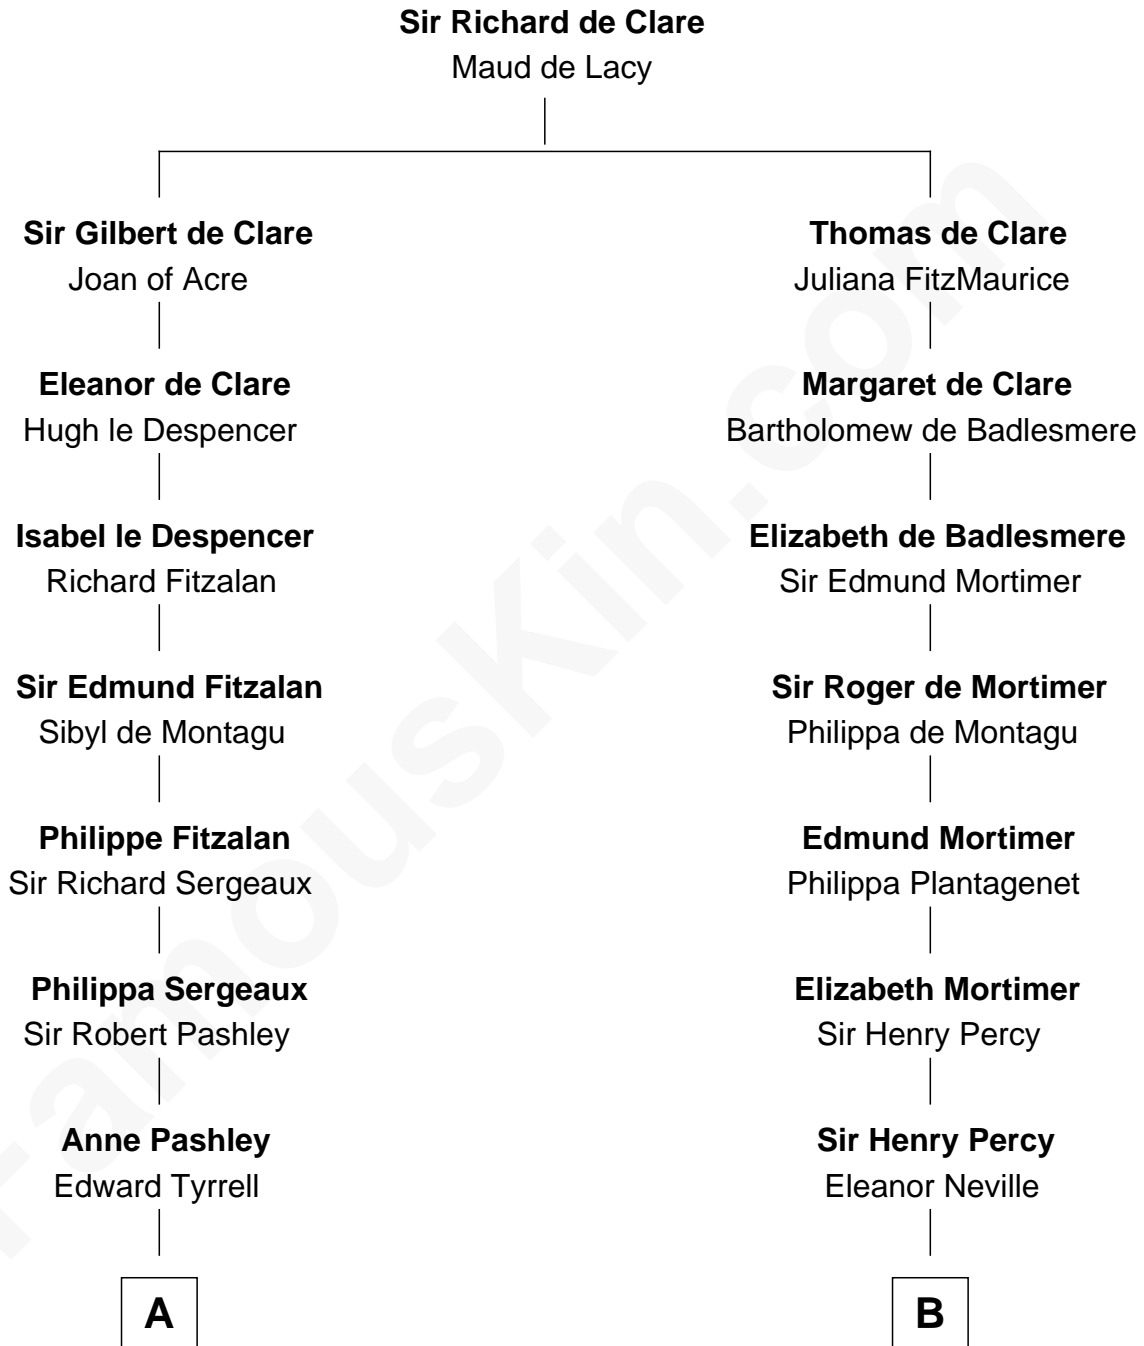 Sir Richard de Clare
Maud de Lacy
Sir Gilbert de Clare
Joan of Acre
Eleanor de Clare
Hugh le Despencer
Isabel le Despencer
Richard Fitzalan
Sir Edmund Fitzalan
Sibyl de Montagu
Philippe Fitzalan
Sir Richard Sergeaux
Philippa Sergeaux
Sir Robert Pashley
Anne Pashley
Edward Tyrrell
A
Thomas de Clare
Juliana FitzMaurice
Margaret de Clare
Bartholomew de Badlesmere
Elizabeth de Badlesmere
Sir Edmund Mortimer
Sir Roger de Mortimer
Philippa de Montagu
Edmund Mortimer
Philippa Plantagenet
Elizabeth Mortimer
Sir Henry Percy
Sir Henry Percy
Eleanor Neville
B
FamousKin.com